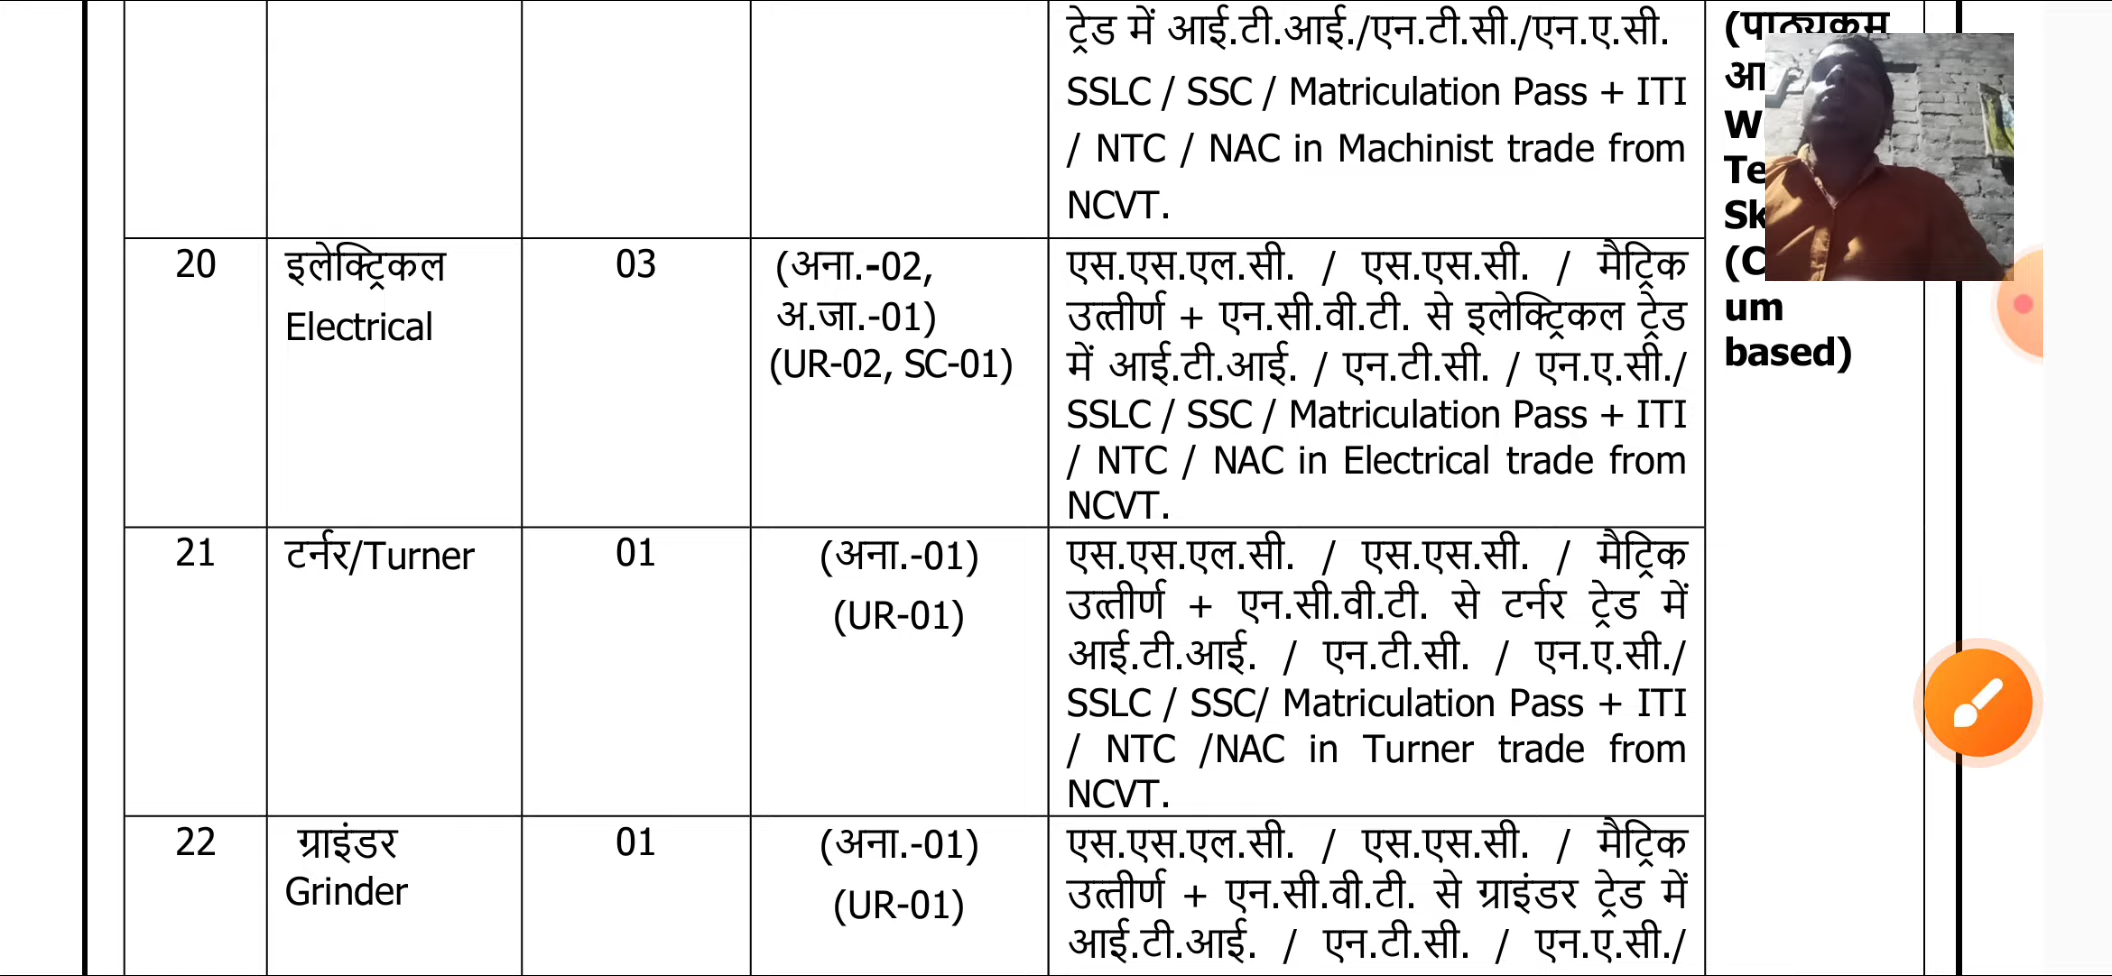 ट्रेड में आई.टी.आई./एन.टी.सी./एन.ए.सी.
SSLC / SSC / Matriculation Pass + ITI
/ NTC / NAC in Machinist trade from
NCVT.
(पाठ्यक्रम
आ
W
Te
Sk
(C
um
based)
20
इलेक्ट्रिकल
Electrical
03
(अना.-02,
अ.जा.-01)
(UR-02, SC-01)
एस.एस.एल.सी. / एस.एस.सी. / मैट्रिक
उत्तीर्ण + एन.सी.वी.टी. से इलेक्ट्रिकल ट्रेड
में आई.टी.आई. / एन.टी.सी. / एन.ए.सी./
SSLC / SSC / Matriculation Pass + ITI
/ NTC / NAC in Electrical trade from
NCVT.
21
टर्नर/Turner
01
(अना.-01)
(UR-01)
एस.एस.एल.सी. / एस.एस.सी. / मैट्रिक
उत्तीर्ण + एन.सी.वी.टी. से टर्नर ट्रेड में
आई.टी.आई. / एन.टी.सी. / एन.ए.सी./
SSLC / SSC/ Matriculation Pass + ITI
/ NTC /NAC in Turner trade from
NCVT.
22
ग्राइंडर
Grinder
01
(अना.-01)
(UR-01)
एस.एस.एल.सी. / एस.एस.सी. / मैट्रिक
उत्तीर्ण + एन.सी.वी.टी. से ग्राइंडर ट्रेड में
आई.टी.आई. / एन.टी.सी. / एन.ए.सी./